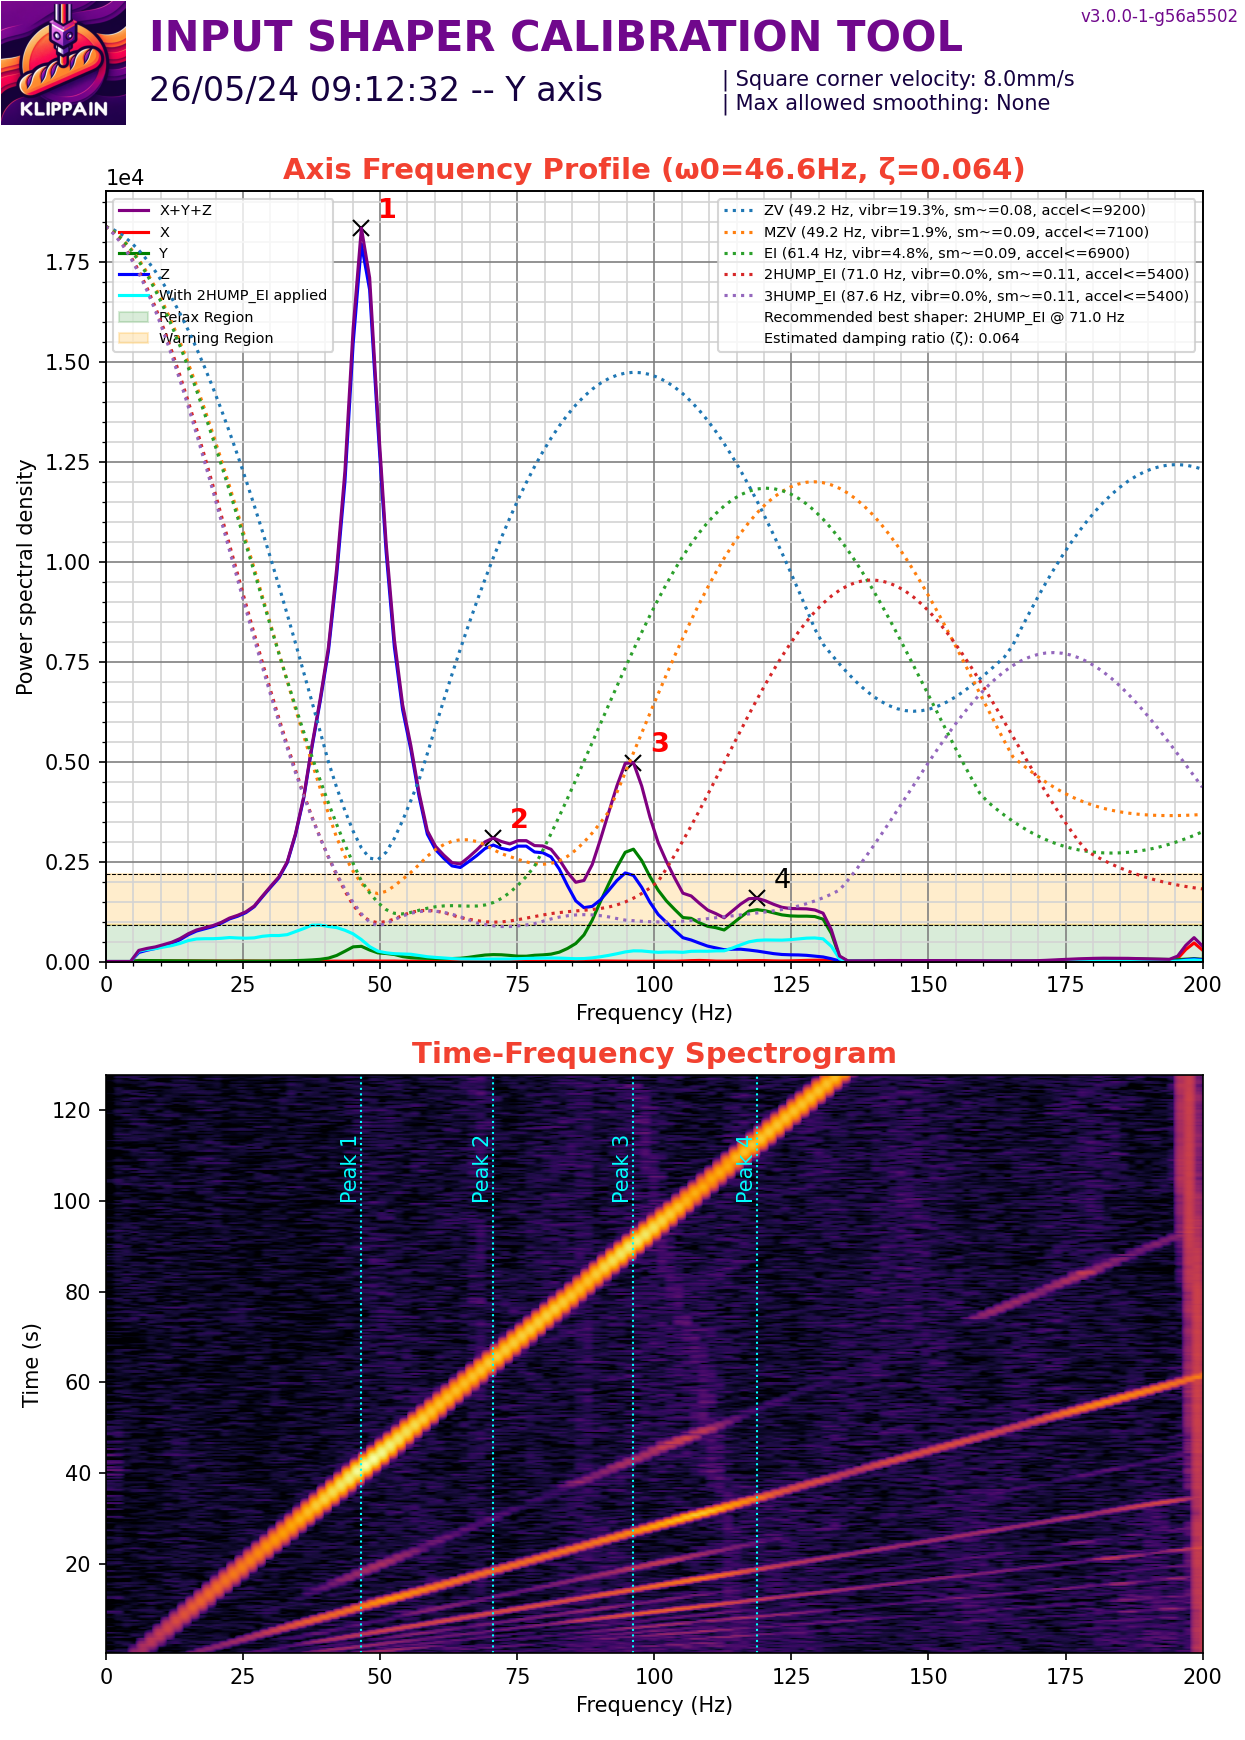 v3.0.0-1-g56a5502
INPUT SHAPER CALIBRATION TOOL
26/05/24 09:12:32 -- Y axis
| Square corner velocity: 8.0mm/s
| Max allowed smoothing: None
KLIPPAIN
Axis Frequency Profile (ω0=46.6Hz, ζ=0.064)
1e4
X+Y+Z
X
Y
Z
With 2HUMP_EI applied
Relax Region
Warning Region
ZV (49.2 Hz, vibr=19.3%, sm~=0.08, accel<=9200)
MZV (49.2 Hz, vibr=1.9%, sm~=0.09, accel<=7100)
EI (61.4 Hz, vibr=4.8%, sm~=0.09, accel<=6900)
2HUMP_EI (71.0 Hz, vibr=0.0%, sm~=0.11, accel<=5400)
3HUMP_EI (87.6 Hz, vibr=0.0%, sm~=0.11, accel<=5400)
Recommended best shaper: 2HUMP_EI @ 71.0 Hz
Estimated damping ratio (ζ): 0.064
1
2
3
4
Power spectral density
1.75
1.50
1.25
1.00
0.75
0.50
0.25
0.00
0 25 50 75 100 125 150 175 200
Frequency (Hz)
Time-Frequency Spectrogram
Peak 1
Peak 2
Peak 3
Peak 4
Time (s)
120
100
80
60
40
20
0 25 50 75 100 125 150 175 200
Frequency (Hz)